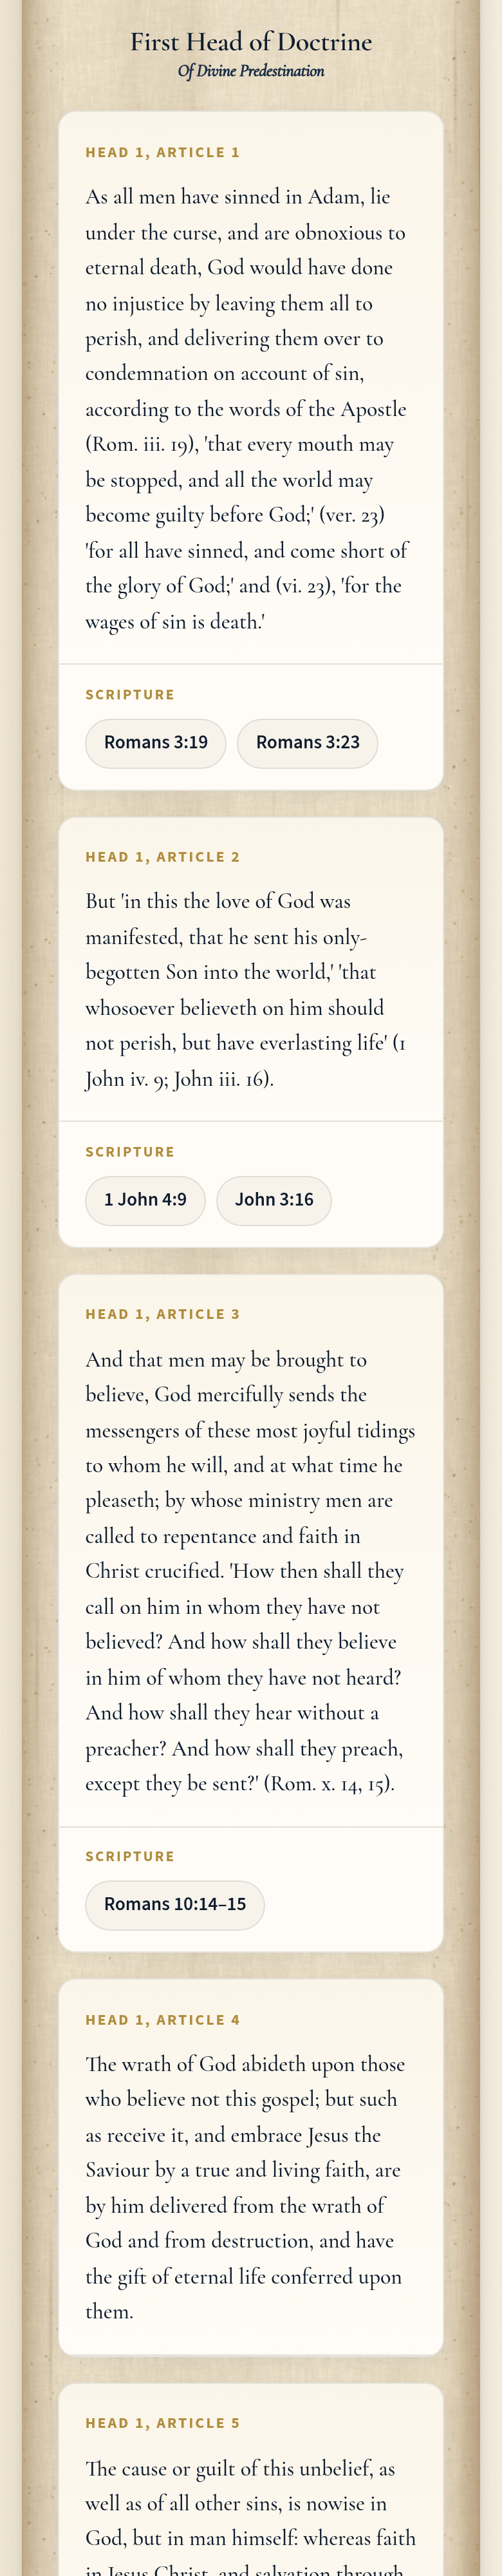 First Head of Doctrine
Of Divine Predestination
HEAD 1, ARTICLE 1
As all men have sinned in Adam, lie
under the curse, and are obnoxious to
eternal death, God would have done
no injustice by leaving them all to
perish, and delivering them over to
condemnation on account of sin,
according to the words of the Apostle
(Rom. iii. 19), 'that every mouth may
be stopped, and all the world may
become guilty before God;' (ver. 23)
'for all have sinned, and come short of
the glory of God;' and (vi. 23), 'for the
wages of sin is death.'
SCRIPTURE
Romans 3:19 Romans 3:23
HEAD 1, ARTICLE 2
But 'in this the love of God was
manifested, that he sent his only-
begotten Son into the world,' 'that
whosoever believeth on him should
not perish, but have everlasting life' (1
John iv. 9; John iii. 16).
SCRIPTURE
1 John 4:9 John 3:16
HEAD 1, ARTICLE 3
And that men may be brought to
believe, God mercifully sends the
messengers of these most joyful tidings
to whom he will, and at what time he
pleaseth; by whose ministry men are
called to repentance and faith in
Christ crucified. 'How then shall they
call on him in whom they have not
believed? And how shall they believe
in him of whom they have not heard?
And how shall they hear without a
preacher? And how shall they preach,
except they be sent?' (Rom. x. 14, 15).
SCRIPTURE
Romans 10:14–15
HEAD 1, ARTICLE 4
The wrath of God abideth upon those
who believe not this gospel; but such
as receive it, and embrace Jesus the
Saviour by a true and living faith, are
by him delivered from the wrath of
God and from destruction, and have
the gift of eternal life conferred upon
them.
HEAD 1, ARTICLE 5
The cause or guilt of this unbelief, as
well as of all other sins, is nowise in
God, but in man himself: whereas faith
in Jesus Christ, and salvation through